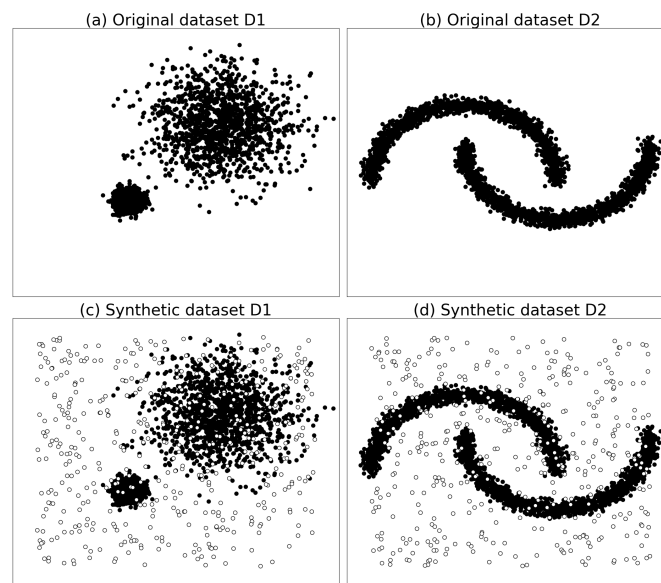 (a) Original dataset D1
(b) Original dataset D2
(c) Synthetic dataset D1
(d) Synthetic dataset D2